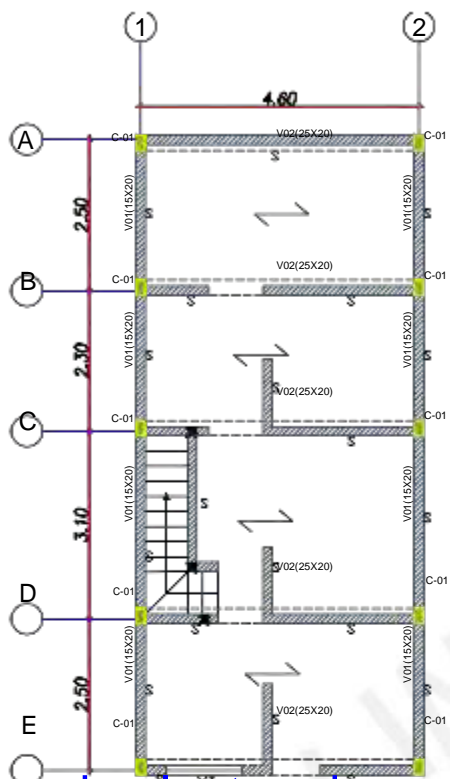 1 2
4.60
A
C-01 V02(25X20) C-01
2
2.50
V01(15X20) V01(15X20)
V02(25X20)
B
C-01 C-01
2.30
V01(15X20) V01(15X20)
V02(25X20)
C
C-01 C-01
3.10
V01(15X20) V01(15X20)
V02(25X20)
D
C-01 C-01
2.50
V01(15X20) V01(15X20)
V02(25X20)
E
C-01 C-01